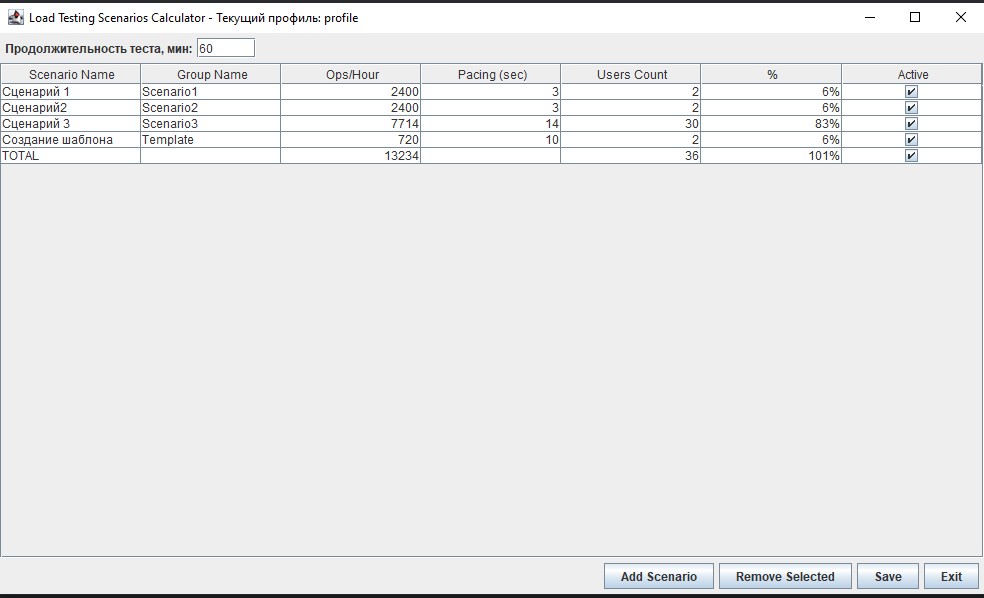 Load Testing Scenarios Calculator - Текущий профиль: profile
Продолжительность теста, мин: 60
Scenario Name Group Name Ops/Hour Pacing (sec) Users Count % Active
Сценарий 1 Scenario1 2400 3 2 6%
Сценарий2 Scenario2 2400 3 2 6%
Сценарий 3 Scenario3 7714 14 30 83%
Создание шаблона Template 720 10 2 6%
TOTAL 13234 36 101%
Add Scenario Remove Selected Save Exit